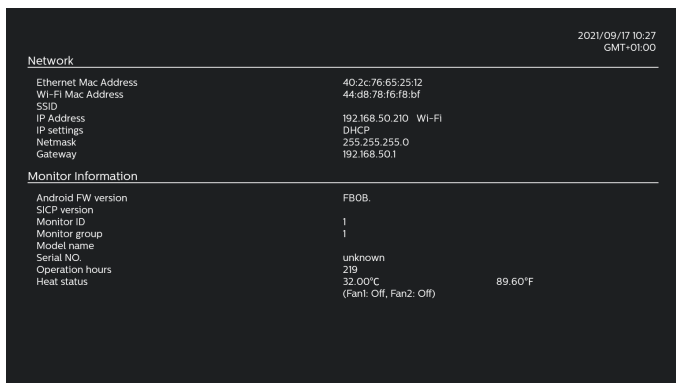 2021/09/17 10:27
GMT+01:00
Network
Ethernet Mac Address 40:2c:76:65:25:12
Wi-Fi Mac Address 44:d8:78:f6:f8:bf
SSID
IP Address 192.168.50.210 Wi-Fi
IP settings DHCP
Netmask 255.255.255.0
Gateway 192.168.50.1
Monitor Information
Android FW version FB0B.
SICP version
Monitor ID 1
Monitor group 1
Model name
Serial NO. unknown
Operation hours 219
Heat status 32.00°C 89.60°F
(Fan1: Off, Fan2: Off)